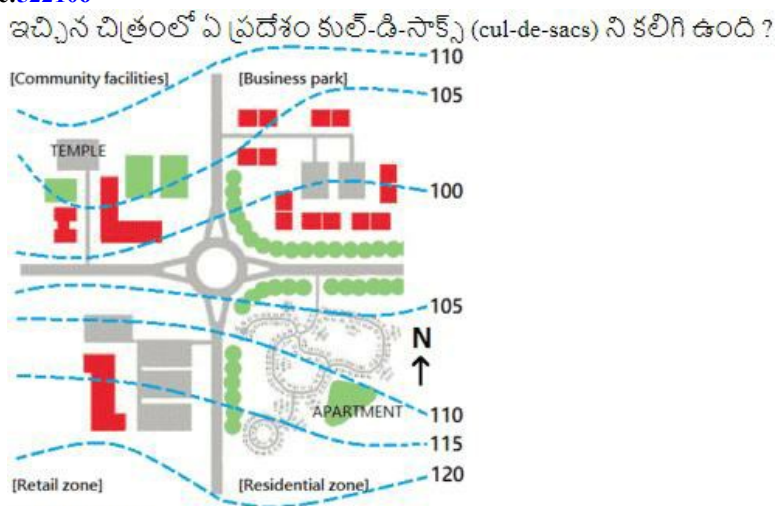 ఇచ్చిన చిత్రంలో ఏ ప్రదేశం కుల్-డి-సాక్స్ (cul-de-sacs) ని కలిగి ఉంది ?
110
[Community facilities] [Business park]
105
TEMPLE
100
105
N
APARTMENT
110
115
120
[Retail zone] [Residential zone]